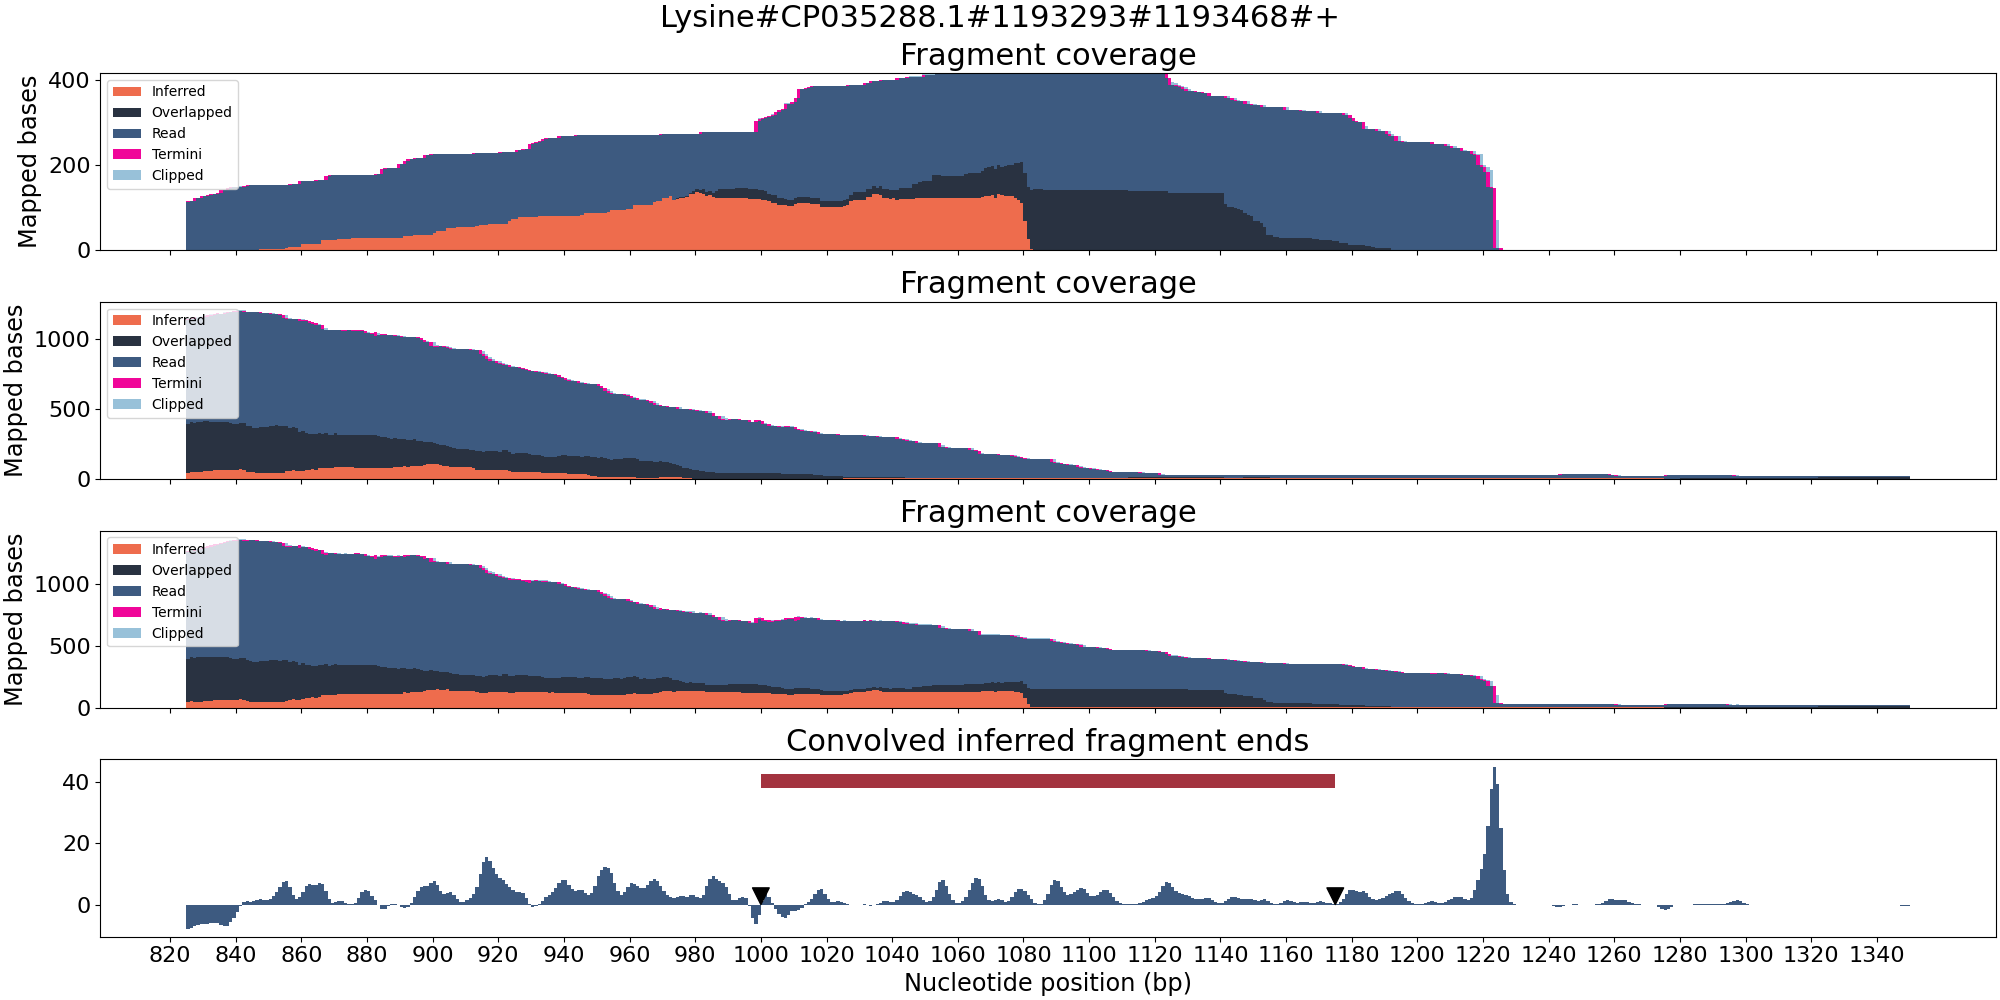 Lysine#CP035288.1#1193293#1193468#+
Fragment coverage
Mapped bases
400
200
0
Inferred
Overlapped
Read
Termini
Clipped
Fragment coverage
Mapped bases
1000
500
0
Inferred
Overlapped
Read
Termini
Clipped
Fragment coverage
Mapped bases
1000
500
0
Inferred
Overlapped
Read
Termini
Clipped
Convolved inferred fragment ends
40
20
0
820 840 860 880 900 920 940 960 980 1000 1020 1040 1060 1080 1100 1120 1140 1160 1180 1200 1220 1240 1260 1280 1300 1320 1340
Nucleotide position (bp)